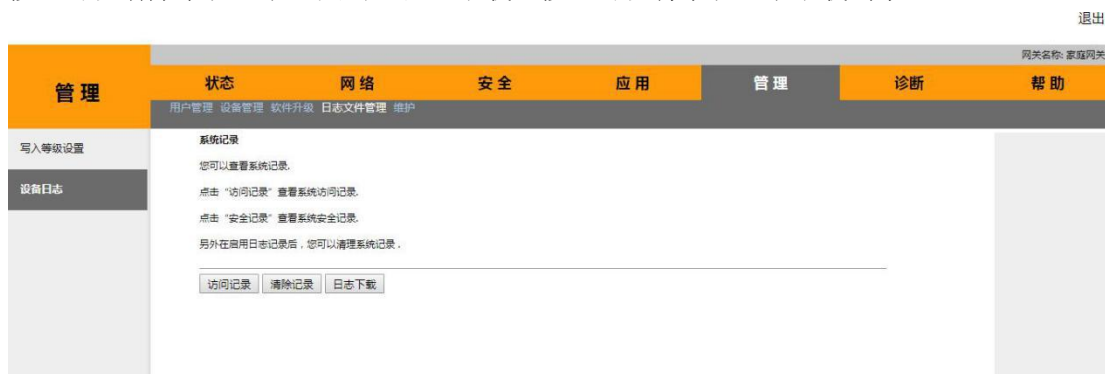 退出
网关名称: 家庭网关
管理
状态 网络 安全 应用 管理 诊断 帮助
用户管理 设备管理 软件升级 日志文件管理 维护
写入等级设置
设备日志
系统记录
您可以查看系统记录.
点击 "访问记录" 查看系统访问记录.
点击 "安全记录" 查看系统安全记录.
另外在启用日志记录后,您可以清理系统记录.
访问记录 清除记录 日志下载